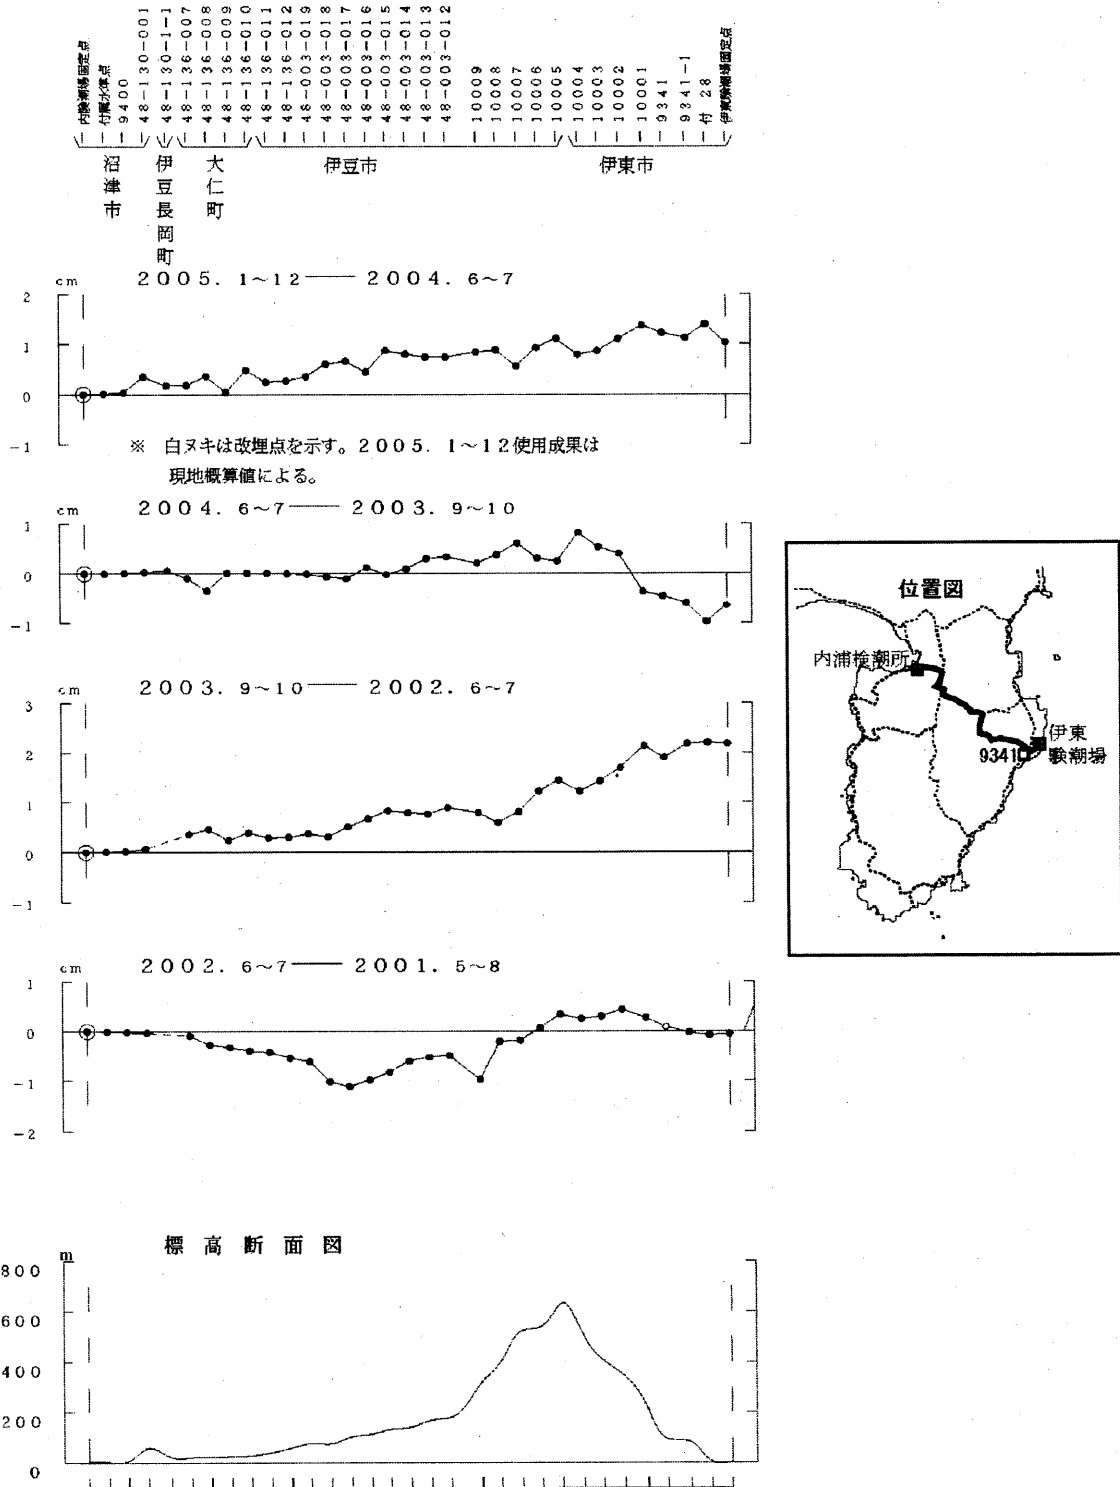 内験潮場固定点
付属水準点
9400
48-130-001
48-130-1-1
48-136-007
48-136-008
48-136-009
48-136-010
48-136-011
48-136-012
48-003-019
48-003-018
48-003-017
48-003-016
48-003-015
48-003-014
48-003-013
48-003-012
10009
10008
10007
10006
10005
10004
10003
10002
10001
9341
9341-1
付 28
伊東験潮場固定点
沼津市
伊豆長岡町
大仁町
伊豆市
伊東市
cm
2005. 1~12── 2004. 6~7
2
1
0
-1
※ 白ヌキは改埋点を示す。2005. 1~12使用成果は
現地概算値による。
cm
2004. 6~7── 2003. 9~10
1
0
-1
cm
2003. 9~10── 2002. 6~7
3
2
1
0
-1
cm
2002. 6~7── 2001. 5~8
1
0
-1
-2
位置図
内浦検潮所
伊東
験潮場
9341
標高断面図
m
800
600
400
200
0